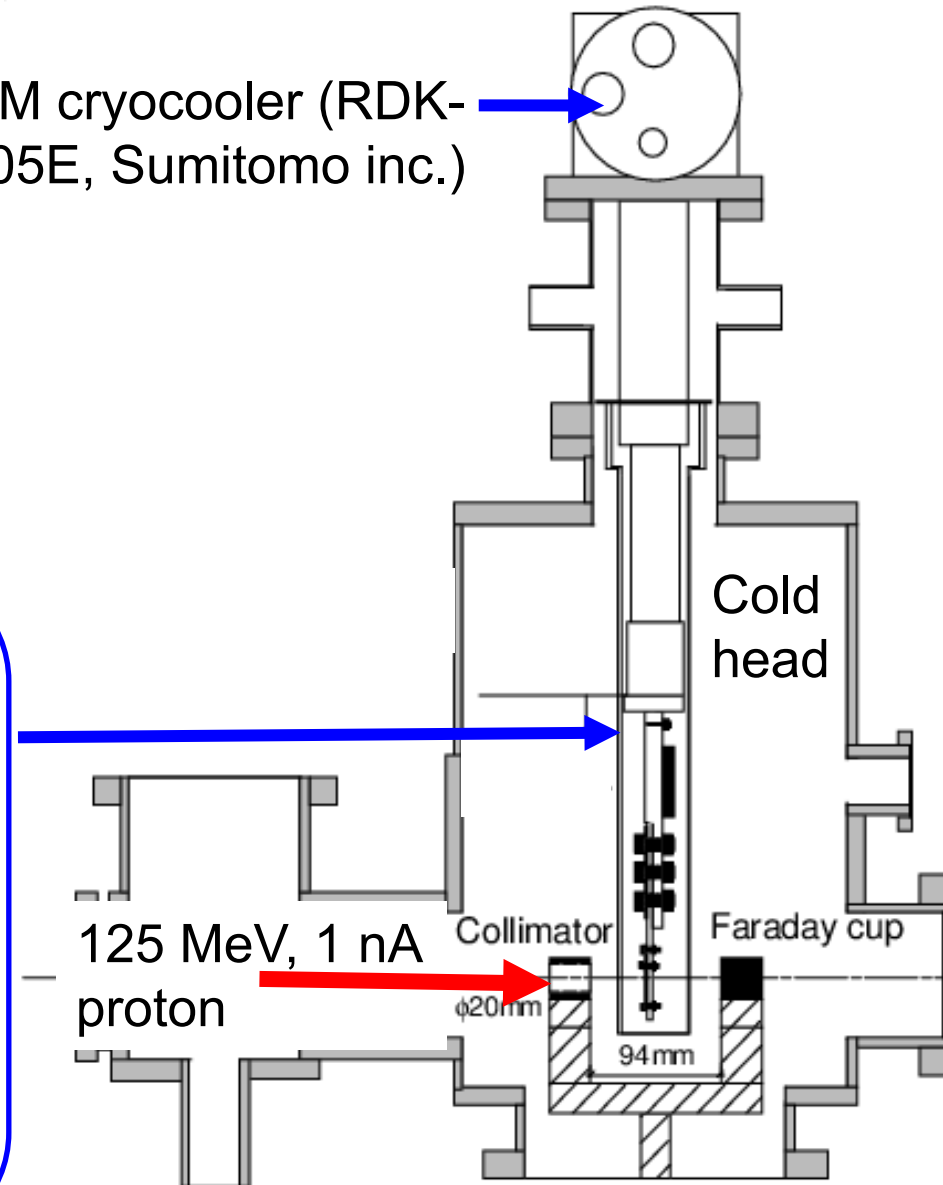 M cryocooler (RDK-
05E, Sumitomo inc.)
Cold
head
125 MeV, 1 nA
proton
Collimator
ϕ20mm
Faraday cup
94mm